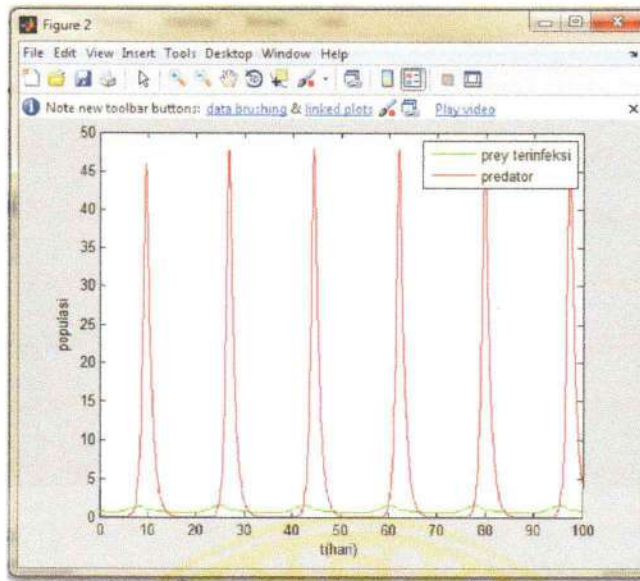 Figure 2
File Edit View Insert Tools Desktop Window Help
Note new toolbar buttons: data brushing & linked plots Play video
50
45
40
35
30
25
20
15
10
5
0
populasi
prey terinfeksi
predator
0 10 20 30 40 50 60 70 80 90 100
t(hari)